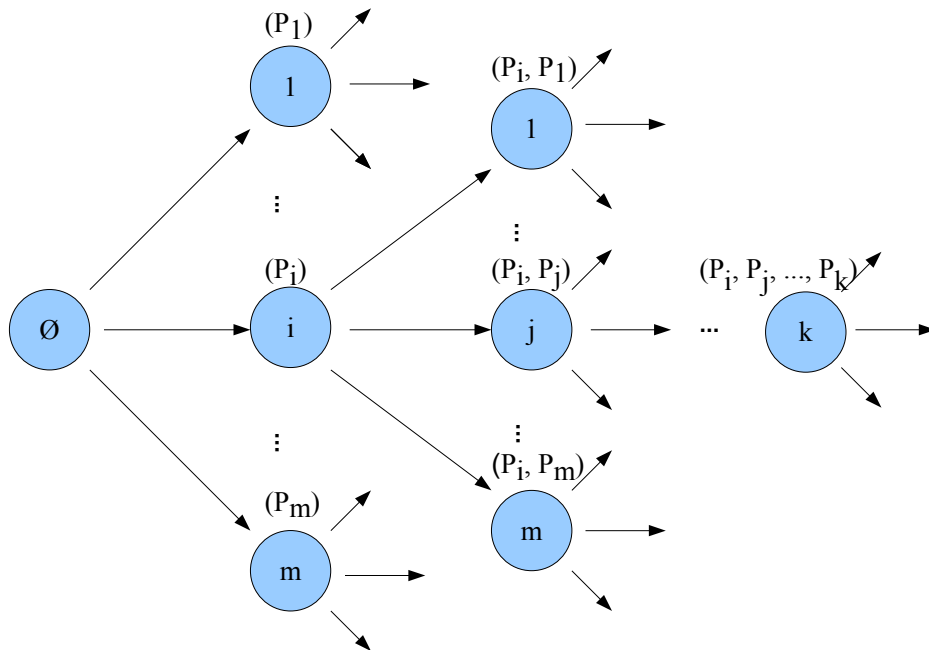 (P1)
1
(Pi, P1)
1
...
...
(Pi)
(Pi, Pj)
(Pi, Pj, ..., Pk)
Ø
i
j
...
k
...
...
(Pi, Pm)
(Pm)
m
m